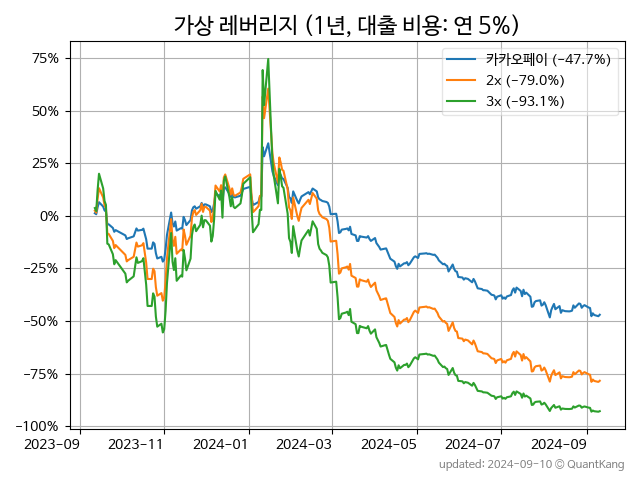 가상 레버리지 (1년, 대출 비용: 연 5%)
카카오페이 (−47.7%)
2x (−79.0%)
3x (−93.1%)
75%
50%
25%
0%
−25%
−50%
−75%
−100%
2023-09 2023-11 2024-01 2024-03 2024-05 2024-07 2024-09
updated: 2024-09-10 © QuantKang